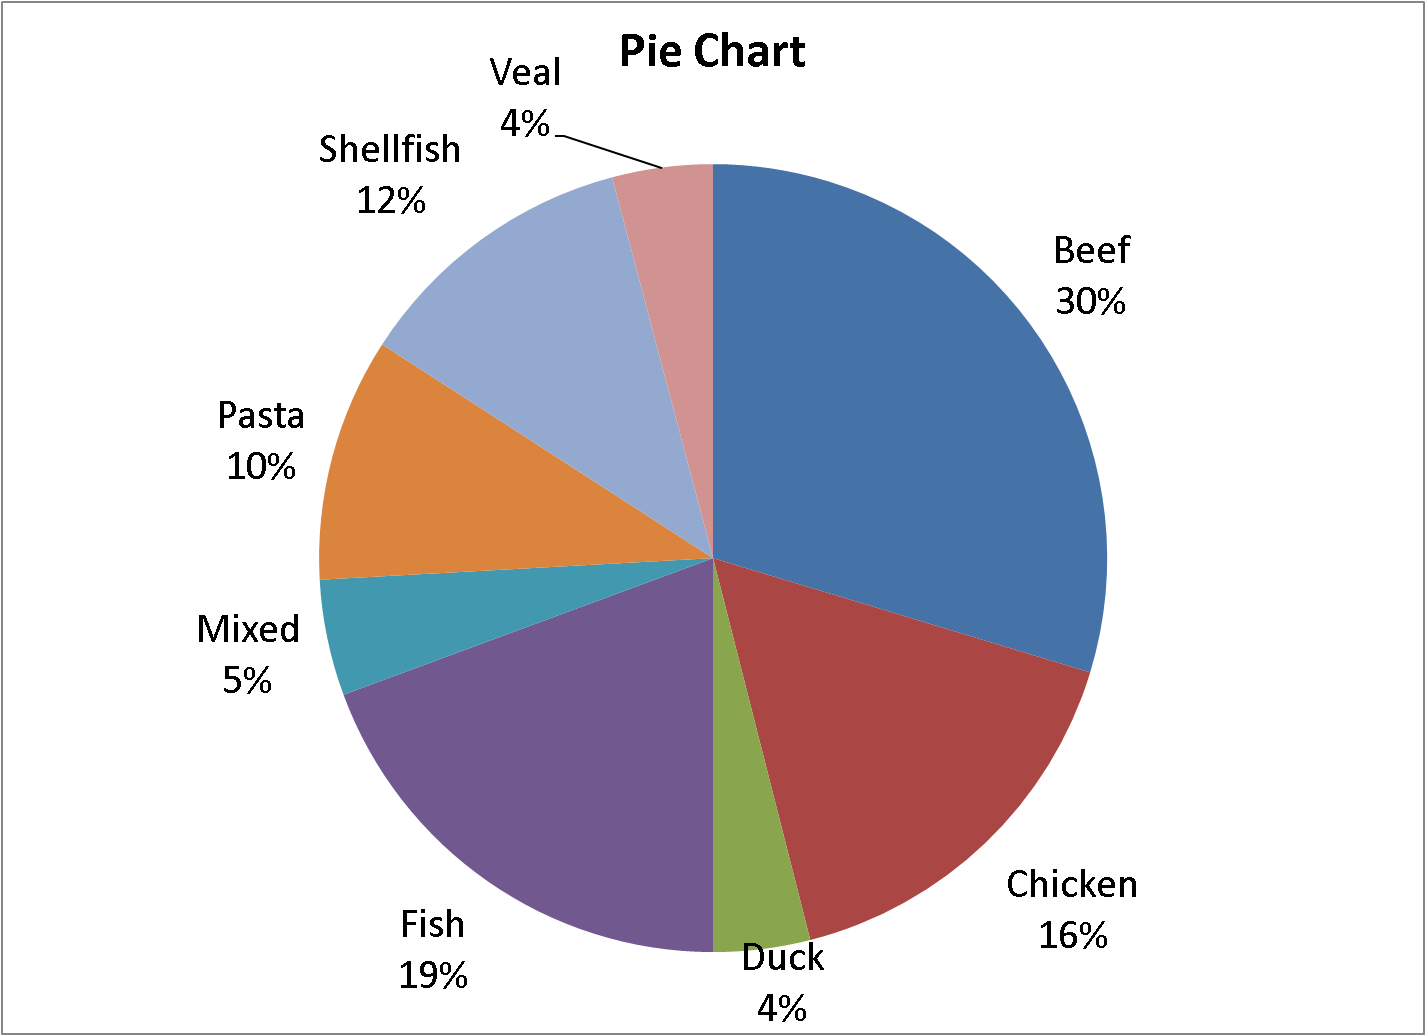 Pie Chart
Veal
4%
Shellfish
12%
Beef
30%
Pasta
10%
Mixed
5%
Chicken
16%
Fish
19%
Duck
4%